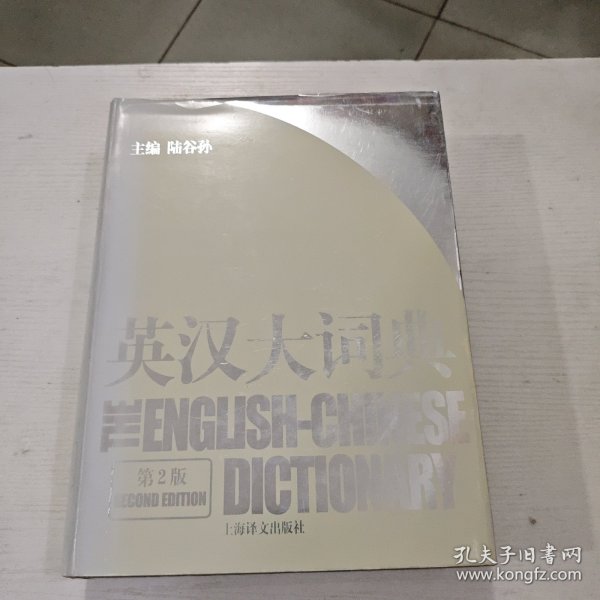 主编 陆谷孙
英汉大词典
THE ENGLISH-CHINESE
DICTIONARY
第2版
SECOND EDITION
上海译文出版社
孔夫子旧书网
www.kongfz.com